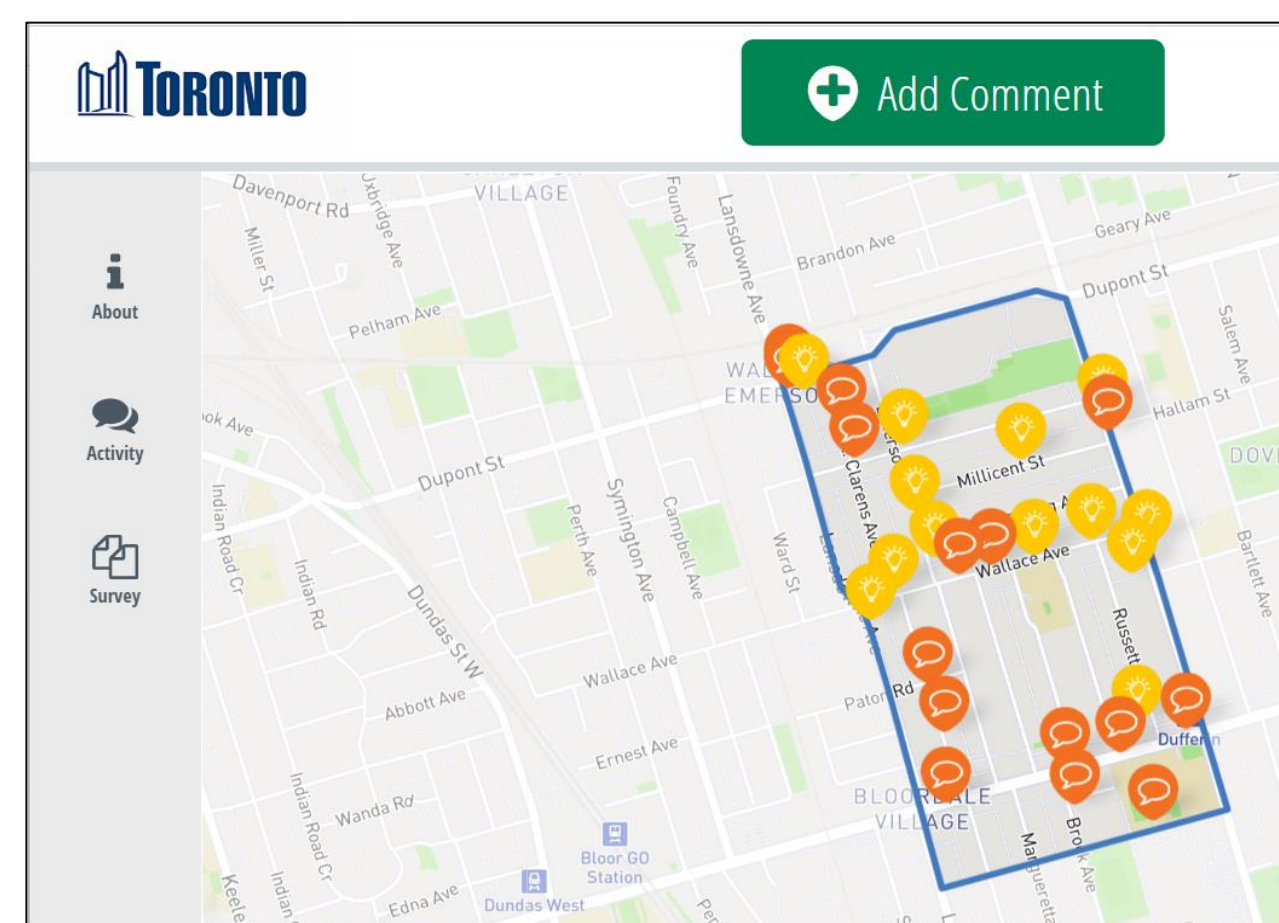 TORONTO
Add Comment
About
Activity
Survey
Davenport Rd
Uxbridge Ave
VILLAGE
Foundry Ave
Lansdowne Ave
Miller St
Brandon Ave
Geary Ave
Dupont St
Pelham Ave
Salem Ave
Hallam St
Dupont St
Millicent St
Clarens Ave
Symington Ave
Campbell Ave
Perth Ave
Ward St
Wallace Ave
Indian Road Cr
Indian Rd
Dundas St W
Bartlett Ave
Russett
Wallace Ave
Paton Rd
Abbott Ave
Ernest Ave
Wanda Rd
Indian Road Cr
BLOORDALE
VILLAGE
Brock Ave
Bloor GO
Station
Dundas West
Edna Ave
Keele
Indian